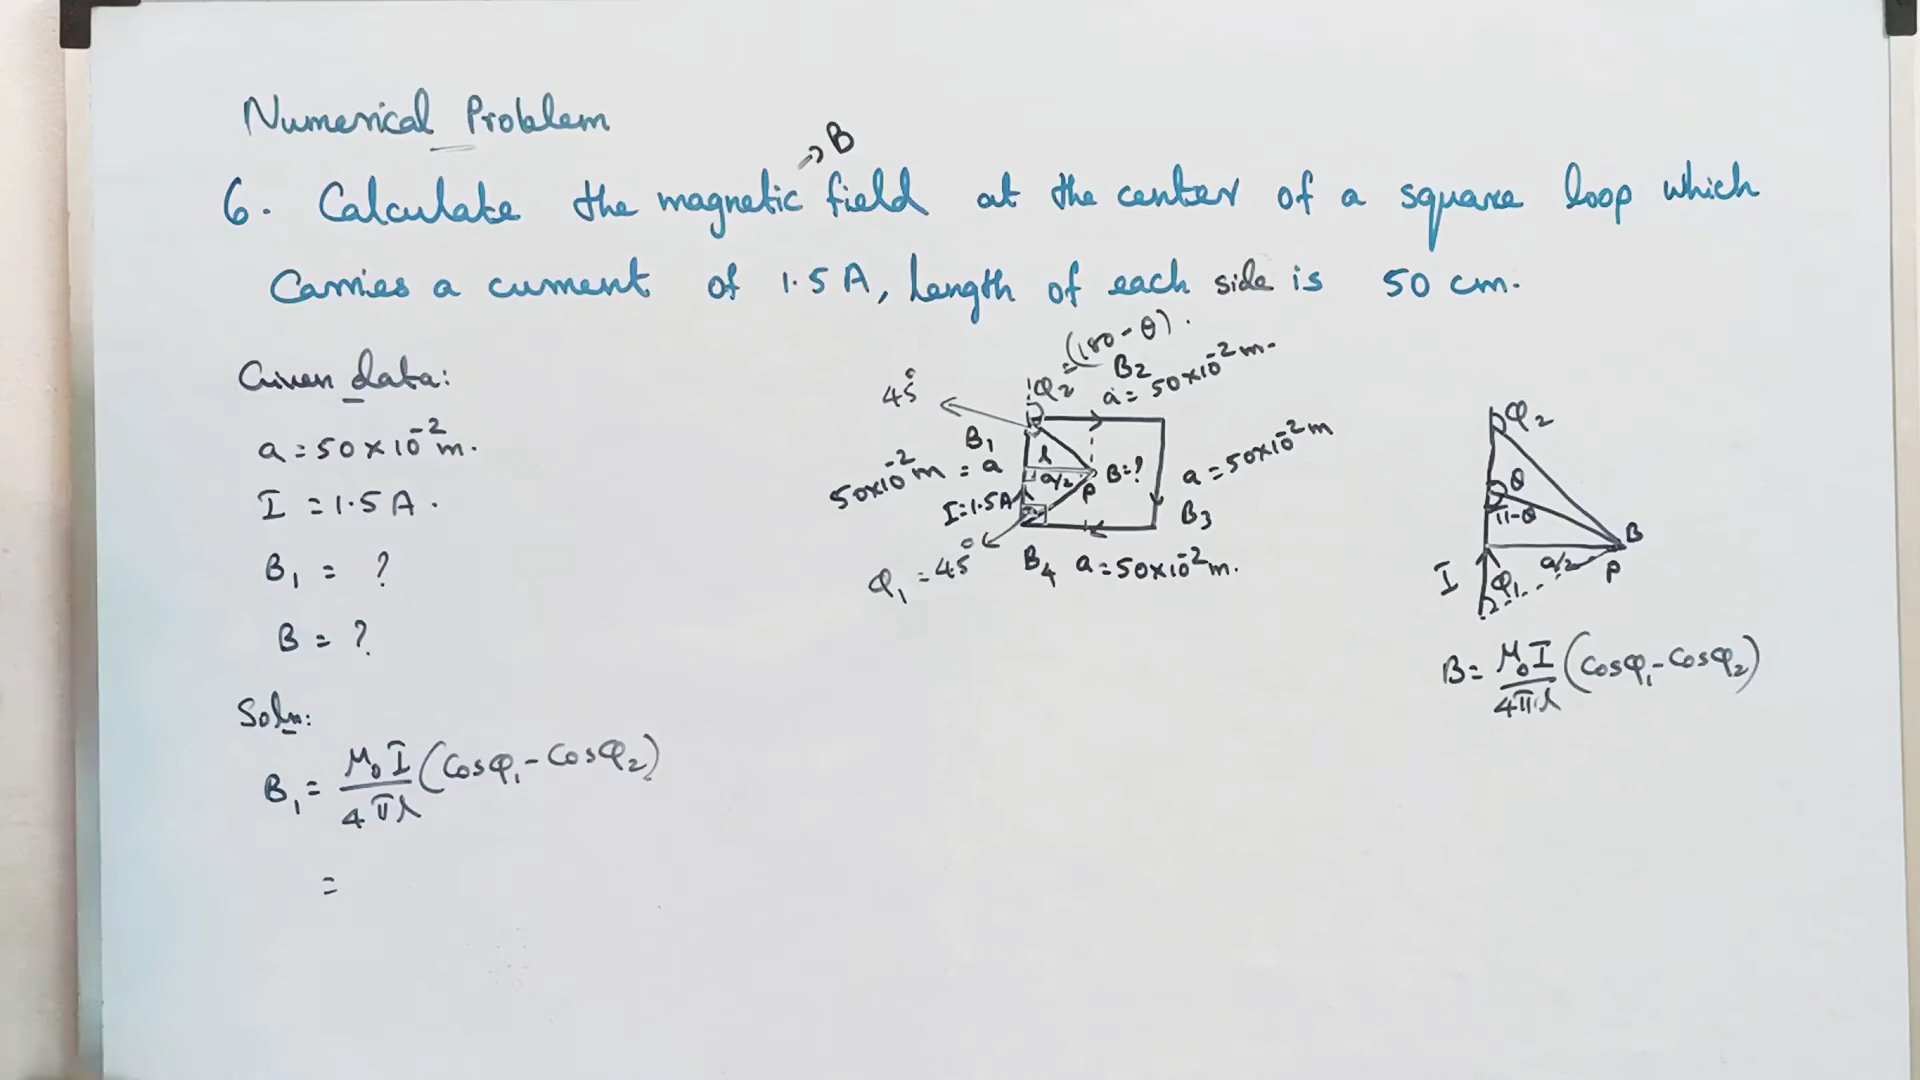 Numerical Problem
B
6. Calculate the magnetic field at the center of a square loop which
Carries a current of 1.5 A, length of each side is 50 cm.
Given data:
a = 50 × 10⁻² m.
I = 1.5 A.
B₁ = ?
B = ?
Soln:
B₁ = μ₀I/4πr (Cosφ₁ - Cosφ₂)
=
= (180 - θ).
φ₂
B₂
a = 50×10⁻² m.
45°
B₁
50×10⁻² m = a
r
a/2
P
B = ?
I = 1.5 A
a = 50×10⁻² m
B₃
φ₁ = 45°
B₄ a = 50×10⁻² m.
φ₂
θ
π-θ
B
a/2
P
I
φ₁
B = μ₀I/4πr (Cosφ₁ - Cosφ₂)